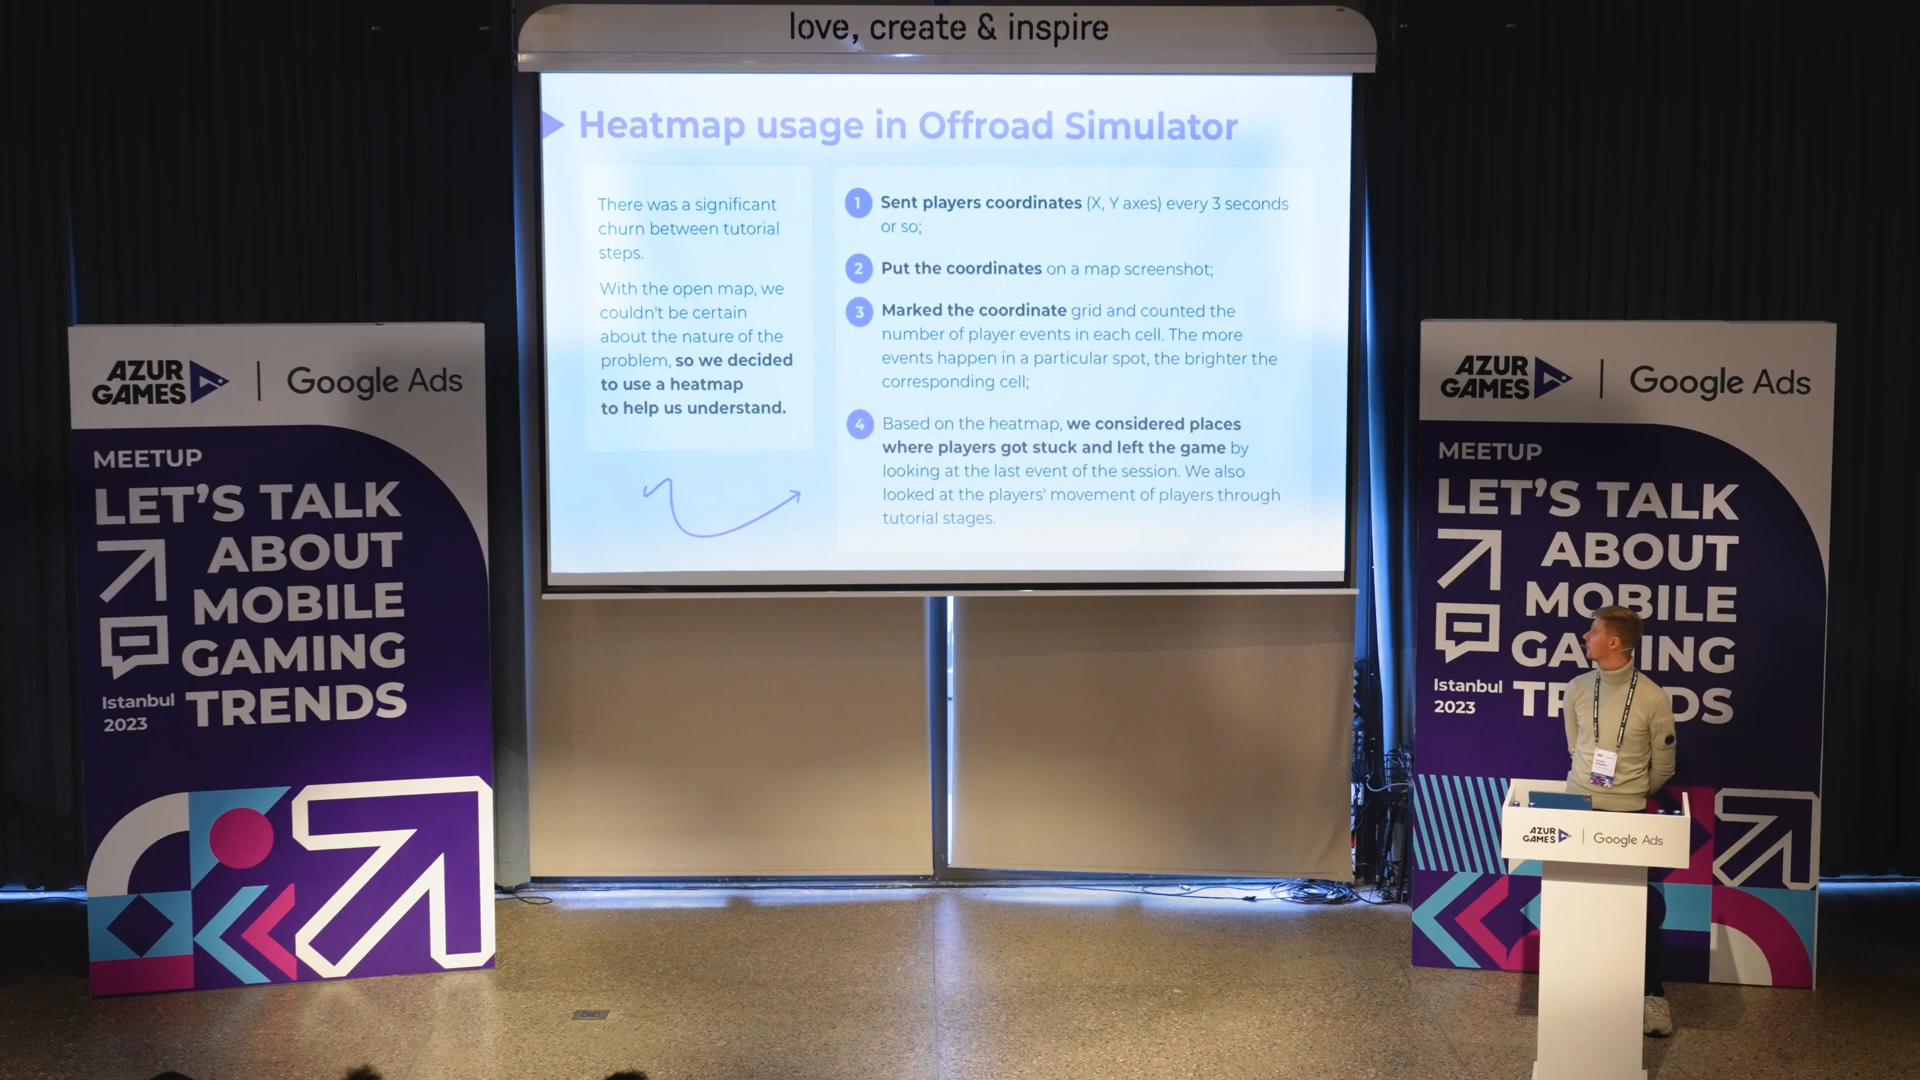 love, create & inspire
Heatmap usage in Offroad Simulator
There was a significant
churn between tutorial
steps.
With the open map, we
couldn't be certain
about the nature of the
problem, so we decided
to use a heatmap
to help us understand.
1 Sent players coordinates (X, Y axes) every 3 seconds
or so;
2 Put the coordinates on a map screenshot;
3 Marked the coordinate grid and counted the
number of player events in each cell. The more
events happen in a particular spot, the brighter the
corresponding cell;
4 Based on the heatmap, we considered places
where players got stuck and left the game by
looking at the last event of the session. We also
looked at the players' movement of players through
tutorial stages.
AZUR
GAMES | Google Ads
MEETUP
LET'S TALK
ABOUT
MOBILE
GAMING
TRENDS
Istanbul
2023
AZUR
GAMES | Google Ads
MEETUP
LET'S TALK
ABOUT
MOBILE
GA ING
TR DS
Istanbul
2023
AZUR
GAMES | Google Ads